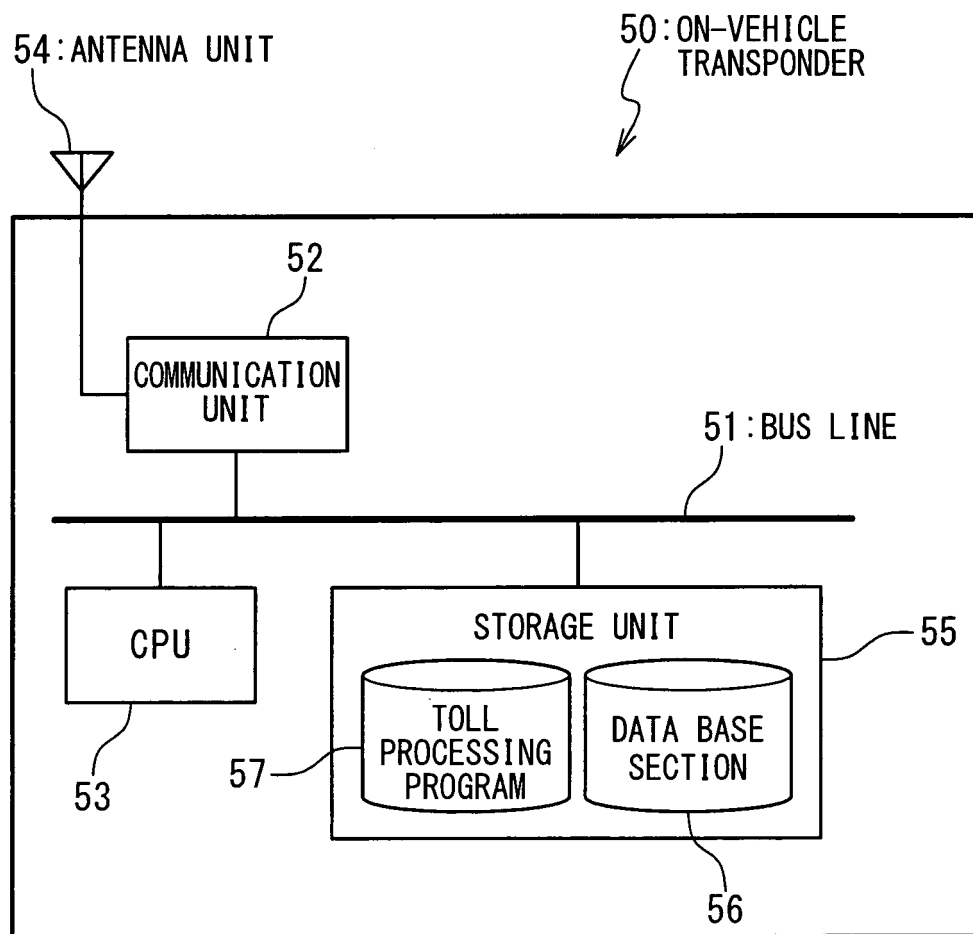 54:ANTENNA UNIT
50:ON-VEHICLE
TRANSPONDER
52
COMMUNICATION
UNIT
51:BUS LINE
CPU
53
STORAGE UNIT
55
TOLL
PROCESSING
PROGRAM
57
DATA BASE
SECTION
56